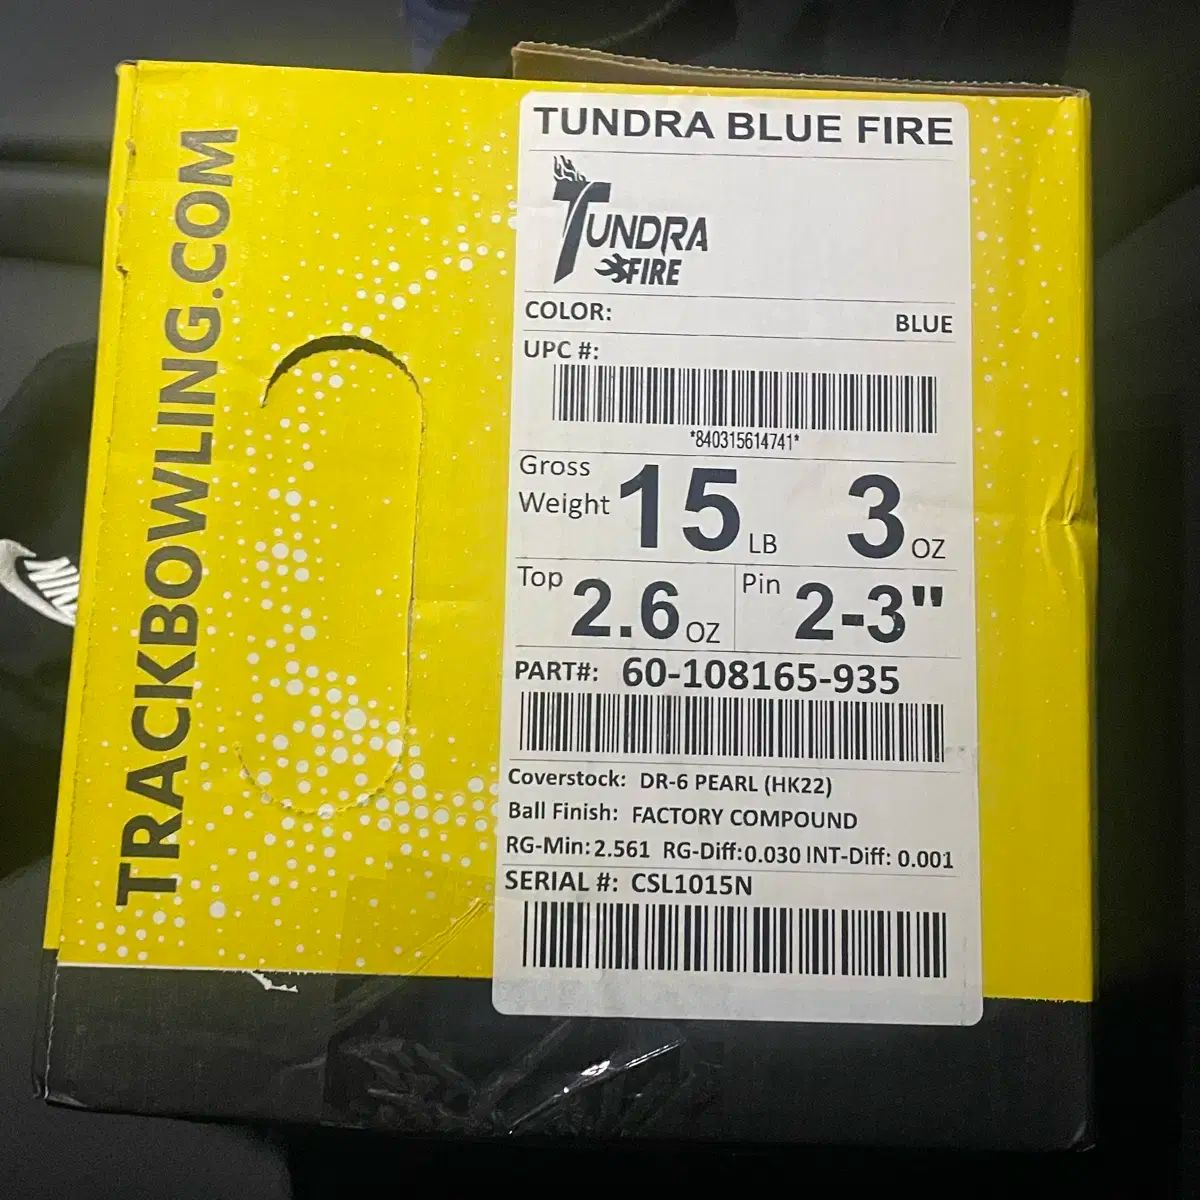 TRACKBOWLING.COM
TUNDRA BLUE FIRE
TUNDRA
FIRE
COLOR: BLUE
UPC #:
*840315614741*
Gross Weight 15 LB 3 OZ
Top 2.6 OZ Pin 2-3"
PART#: 60-108165-935
Coverstock: DR-6 PEARL (HK22)
Ball Finish: FACTORY COMPOUND
RG-Min: 2.561 RG-Diff: 0.030 INT-Diff: 0.001
SERIAL #: CSL1015N
NIKE